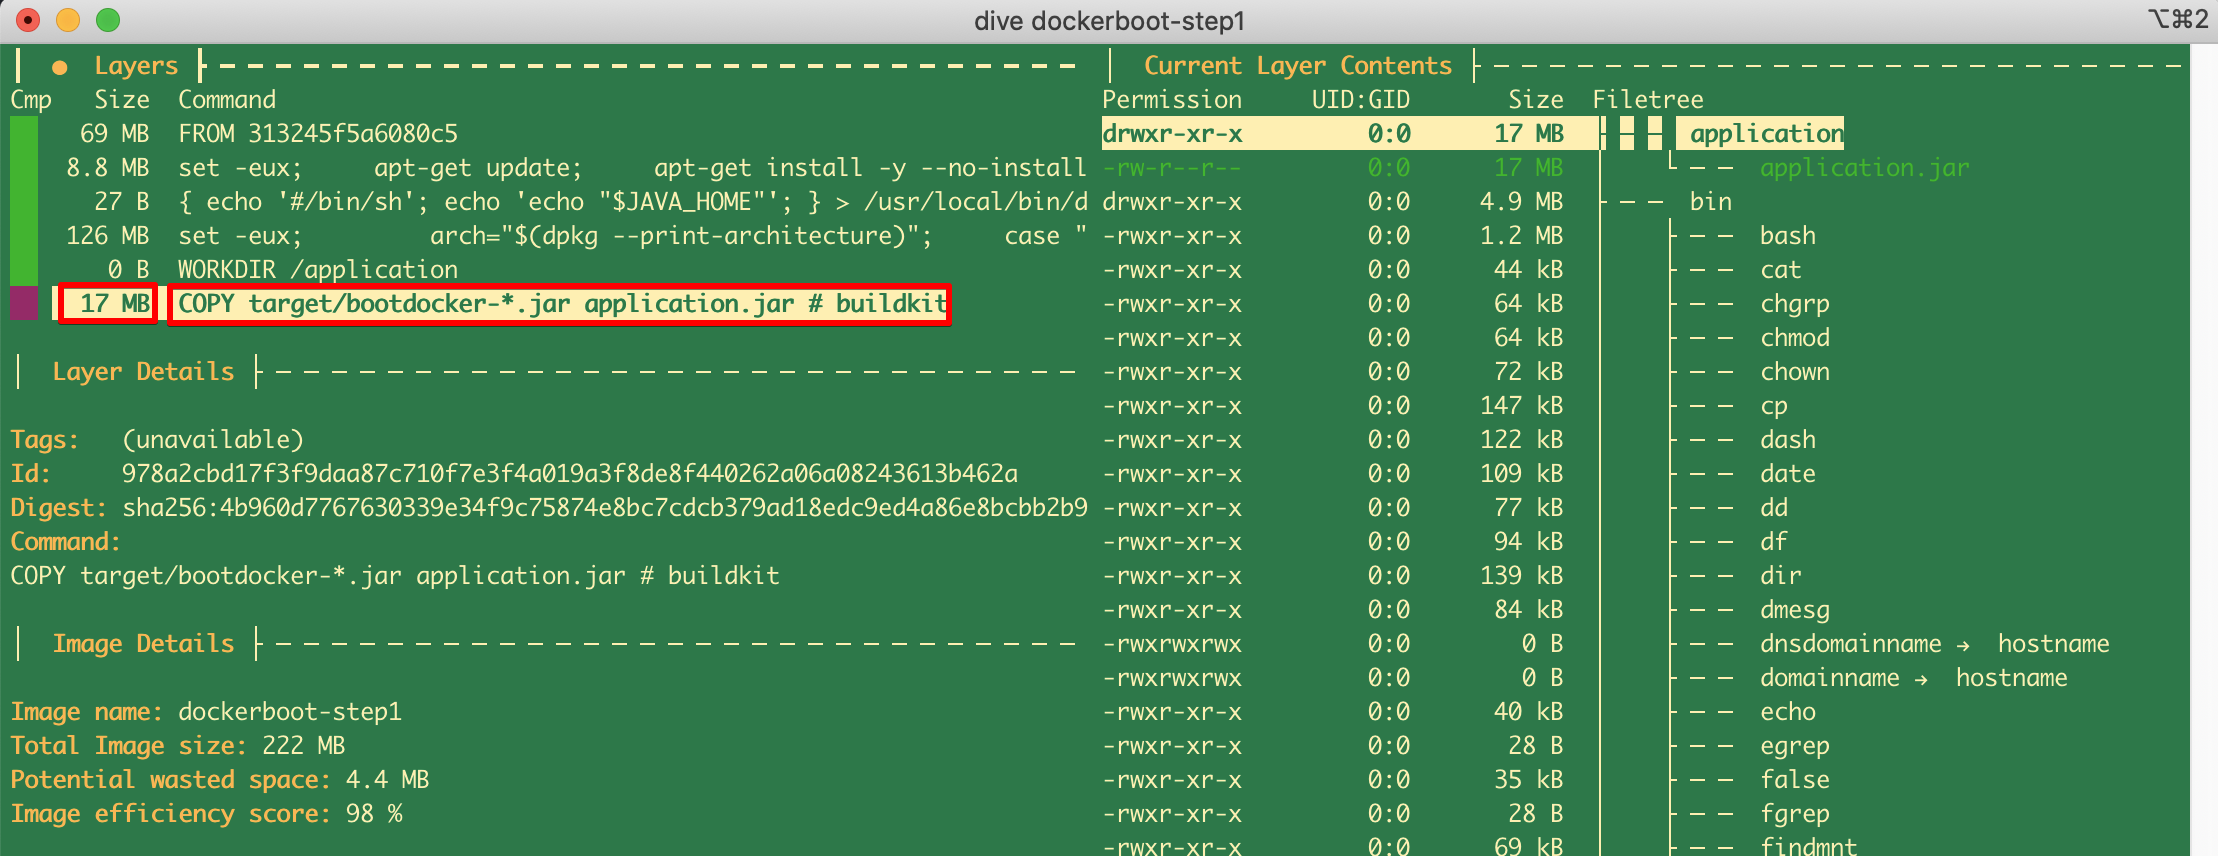 dive dockerboot-step1
⌥⌘2
● Layers
Cmp Size Command
69 MB FROM 313245f5a6080c5
8.8 MB set -eux; apt-get update; apt-get install -y --no-install
27 B { echo '#/bin/sh'; echo 'echo "$JAVA_HOME"'; } > /usr/local/bin/d
126 MB set -eux; arch="$(dpkg --print-architecture)"; case "
0 B WORKDIR /application
17 MB COPY target/bootdocker-*.jar application.jar # buildkit
Layer Details
Tags: (unavailable)
Id: 978a2cbd17f3f9daa87c710f7e3f4a019a3f8de8f440262a06a08243613b462a
Digest: sha256:4b960d7767630339e34f9c75874e8bc7cdcb379ad18edc9ed4a86e8bcbb2b9
Command:
COPY target/bootdocker-*.jar application.jar # buildkit
Image Details
Image name: dockerboot-step1
Total Image size: 222 MB
Potential wasted space: 4.4 MB
Image efficiency score: 98 %
Current Layer Contents
Permission UID:GID Size Filetree
drwxr-xr-x 0:0 17 MB application
-rw-r--r-- 0:0 17 MB application.jar
drwxr-xr-x 0:0 4.9 MB bin
-rwxr-xr-x 0:0 1.2 MB bash
-rwxr-xr-x 0:0 44 kB cat
-rwxr-xr-x 0:0 64 kB chgrp
-rwxr-xr-x 0:0 64 kB chmod
-rwxr-xr-x 0:0 72 kB chown
-rwxr-xr-x 0:0 147 kB cp
-rwxr-xr-x 0:0 122 kB dash
-rwxr-xr-x 0:0 109 kB date
-rwxr-xr-x 0:0 77 kB dd
-rwxr-xr-x 0:0 94 kB df
-rwxr-xr-x 0:0 139 kB dir
-rwxr-xr-x 0:0 84 kB dmesg
-rwxrwxrwx 0:0 0 B dnsdomainname → hostname
-rwxrwxrwx 0:0 0 B domainname → hostname
-rwxr-xr-x 0:0 40 kB echo
-rwxr-xr-x 0:0 28 B egrep
-rwxr-xr-x 0:0 35 kB false
-rwxr-xr-x 0:0 28 B fgrep
-rwxr-xr-x 0:0 69 kB findmnt